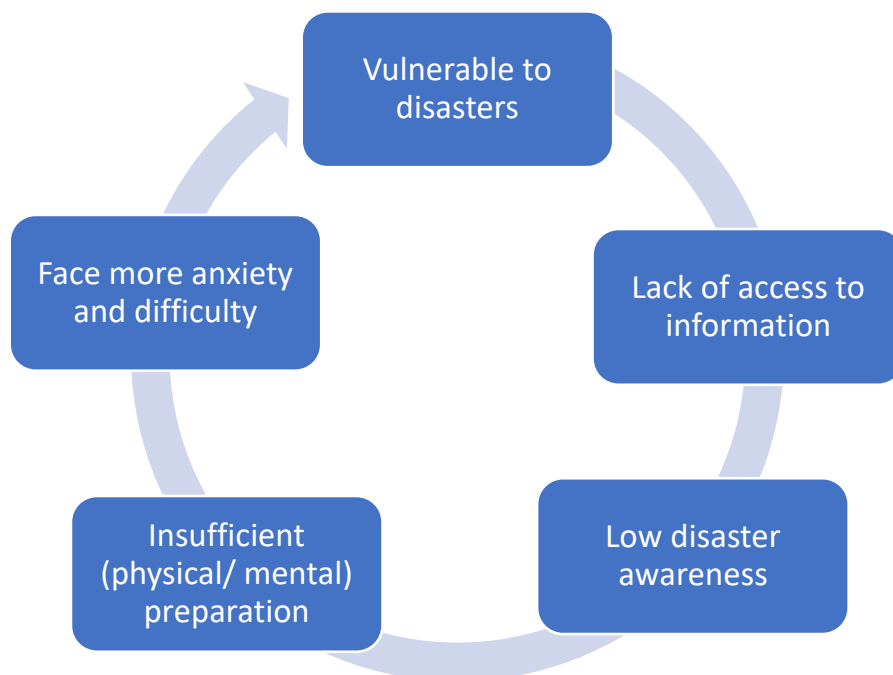 Vulnerable to
disasters
Lack of access to
information
Low disaster
awareness
Insufficient
(physical/ mental)
preparation
Face more anxiety
and difficulty